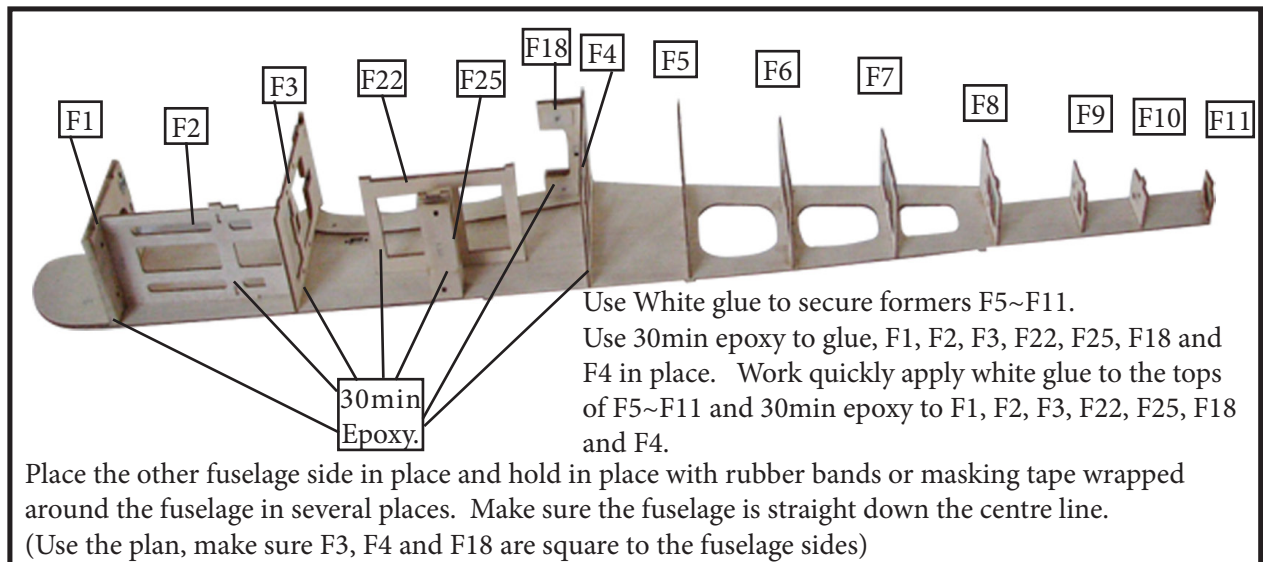 F18
F4
F5
F6
F7
F3
F22
F25
F8
F1
F2
F9
F10
F11
30min
Epoxy.
Use White glue to secure formers F5~F11.
Use 30min epoxy to glue, F1, F2, F3, F22, F25, F18 and
F4 in place. Work quickly apply white glue to the tops
of F5~F11 and 30min epoxy to F1, F2, F3, F22, F25, F18
and F4.
Place the other fuselage side in place and hold in place with rubber bands or masking tape wrapped
around the fuselage in several places. Make sure the fuselage is straight down the centre line.
(Use the plan, make sure F3, F4 and F18 are square to the fuselage sides)